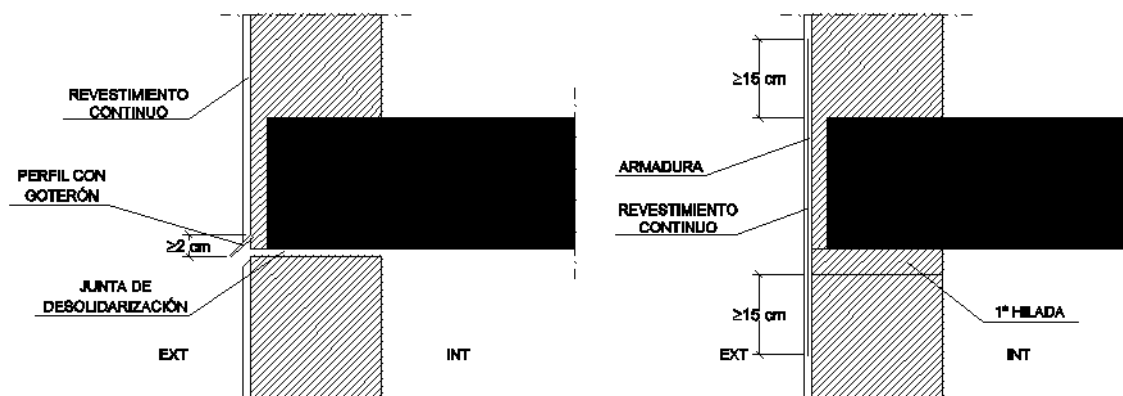 REVESTIMIENTO
CONTINUO
PERFIL CON
GOTERÓN
≥2 cm
JUNTA DE
DESOLIDARIZACIÓN
EXT
INT
≥15 cm
ARMADURA
REVESTIMIENTO
CONTINUO
≥15 cm
1ª HILADA
EXT
INT